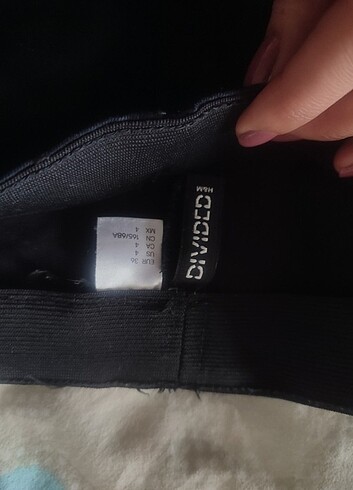 DIVIDED
H&M
EUR 36
US 4
CA 4
CN 165/68A
MX 4